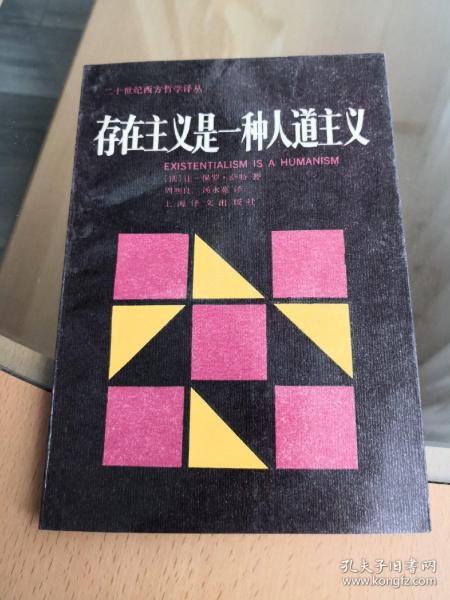 二十世纪西方哲学译丛
存在主义是一种人道主义
EXISTENTIALISM IS A HUMANISM
[法]让-保罗·萨特 著
周煦良 汤永宽 译
上海译文出版社
孔夫子旧书网
www.kongfz.com